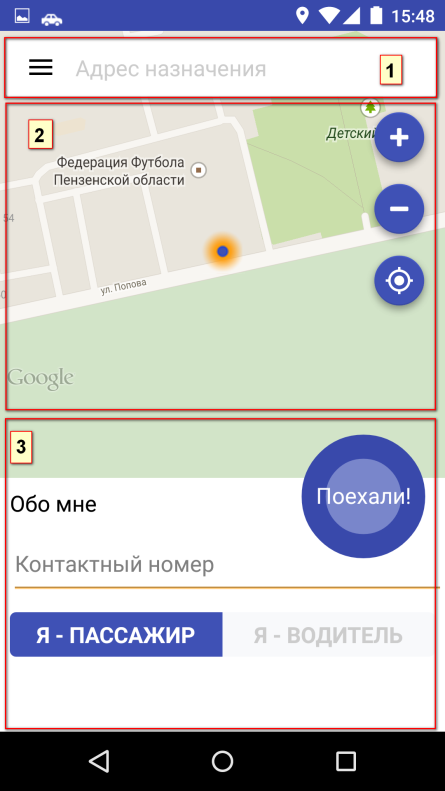 15:48
Адрес назначения
1
2
Детский
Федерация Футбола
Пензенской области
54
0
ул. Попова
Google
3
Поехали!
Обо мне
Контактный номер
Я - ПАССАЖИР
Я - ВОДИТЕЛЬ